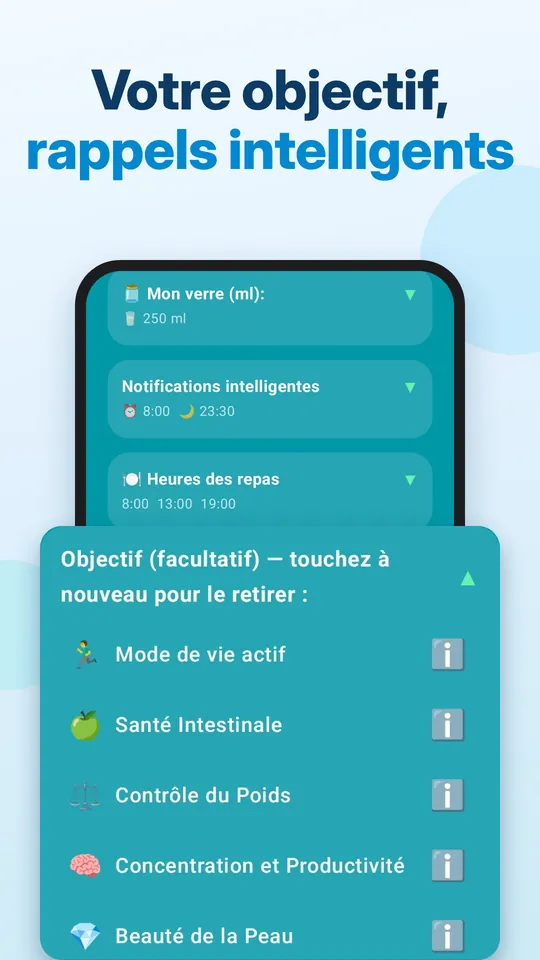 Votre objectif,
rappels intelligents
Mon verre (ml):
250 ml
Notifications intelligentes
8:00 23:30
Heures des repas
8:00 13:00 19:00
Objectif (facultatif) — touchez à
nouveau pour le retirer :
Mode de vie actif
Santé Intestinale
Contrôle du Poids
Concentration et Productivité
Beauté de la Peau